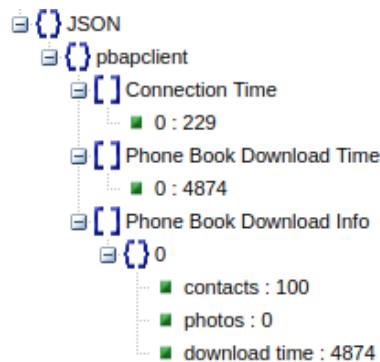 JSON
pbapclient
Connection Time
0 : 229
Phone Book Download Time
0 : 4874
Phone Book Download Info
0
contacts : 100
photos : 0
download time : 4874